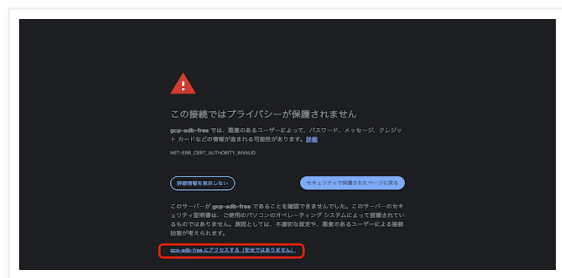 この接続ではプライバシーが保護されません
gcp-adb-free では、悪意のあるユーザーによって、パスワード、メッセージ、クレジッ
ト カードなどの情報が盗まれる可能性があります。詳細
NET::ERR_CERT_AUTHORITY_INVALID
詳細情報を表示しない
セキュリティで保護されたページに戻る
このサーバーが gcp-adb-free であることを確認できませんでした。このサーバーのセキ
ュリティ証明書は、ご使用のパソコンのオペレーティング システムによって信頼されてい
るものではありません。原因としては、不適切な設定や、悪意のあるユーザーによる接続
妨害が考えられます。
gcp-adb-free にアクセスする（安全ではありません）